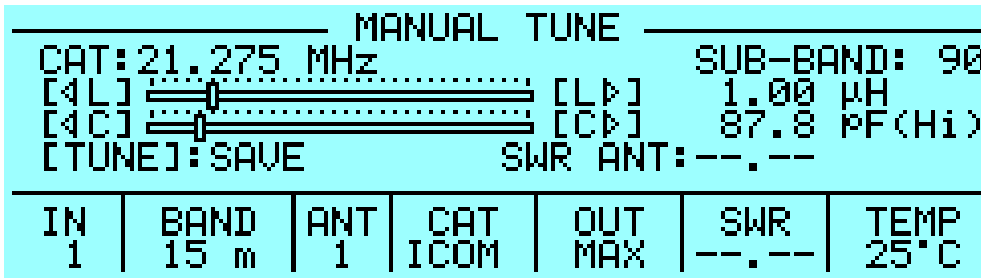 MANUAL TUNE
CAT:21.275 MHz SUB-BAND: 90
[◁L] [L▷] 1.00 µH
[◁C] [C▷] 87.8 pF(Hi)
[TUNE]:SAVE SWR ANT:--.--
IN BAND ANT CAT OUT SWR TEMP
1 15 m 1 ICOM MAX --.-- 25°C